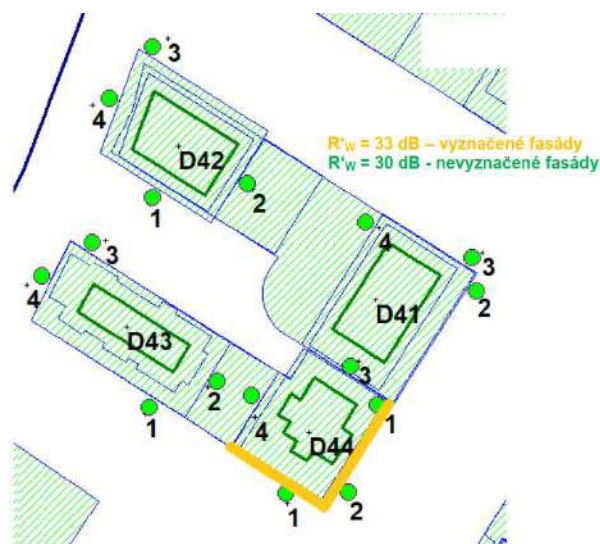 3
4
D42
R'W = 33 dB – vyznačené fasády
R'W = 30 dB - nevyznačené fasády
1
2
4
3
3
4
2
D41
D43
3
2
1
1
4
D44
1
2